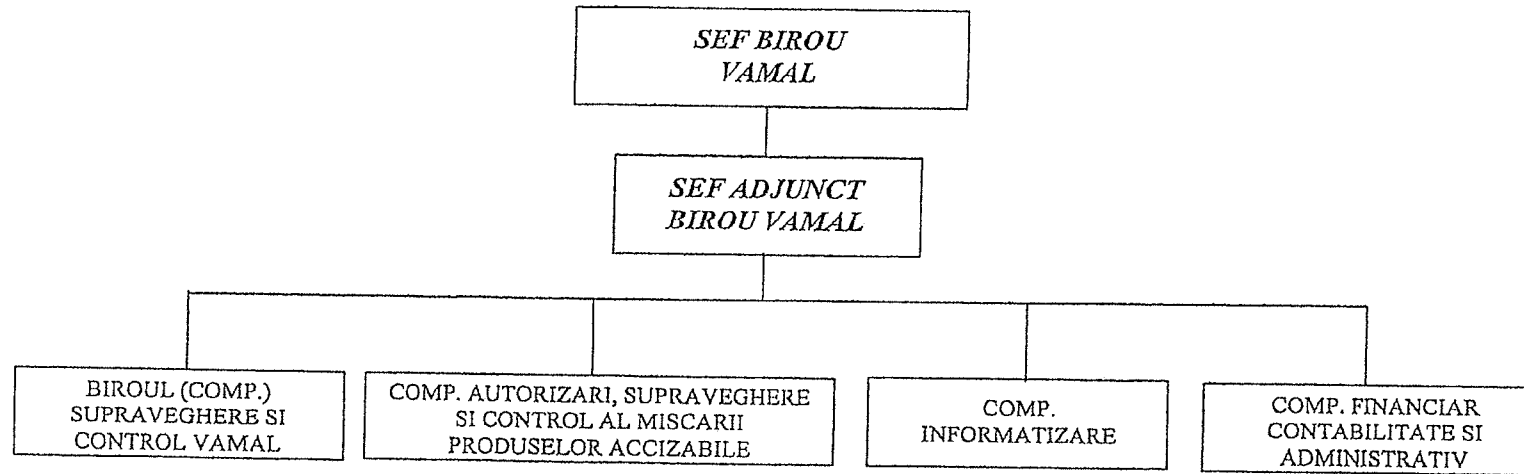 SEF BIROU
VAMAL
SEF ADJUNCT
BIROU VAMAL
BIROUL (COMP.)
SUPRAVEGHERE SI
CONTROL VAMAL
COMP. AUTORIZARI, SUPRAVEGHERE
SI CONTROL AL MISCARII
PRODUSELOR ACCIZABILE
COMP.
INFORMATIZARE
COMP. FINANCIAR
CONTABILITATE SI
ADMINISTRATIV